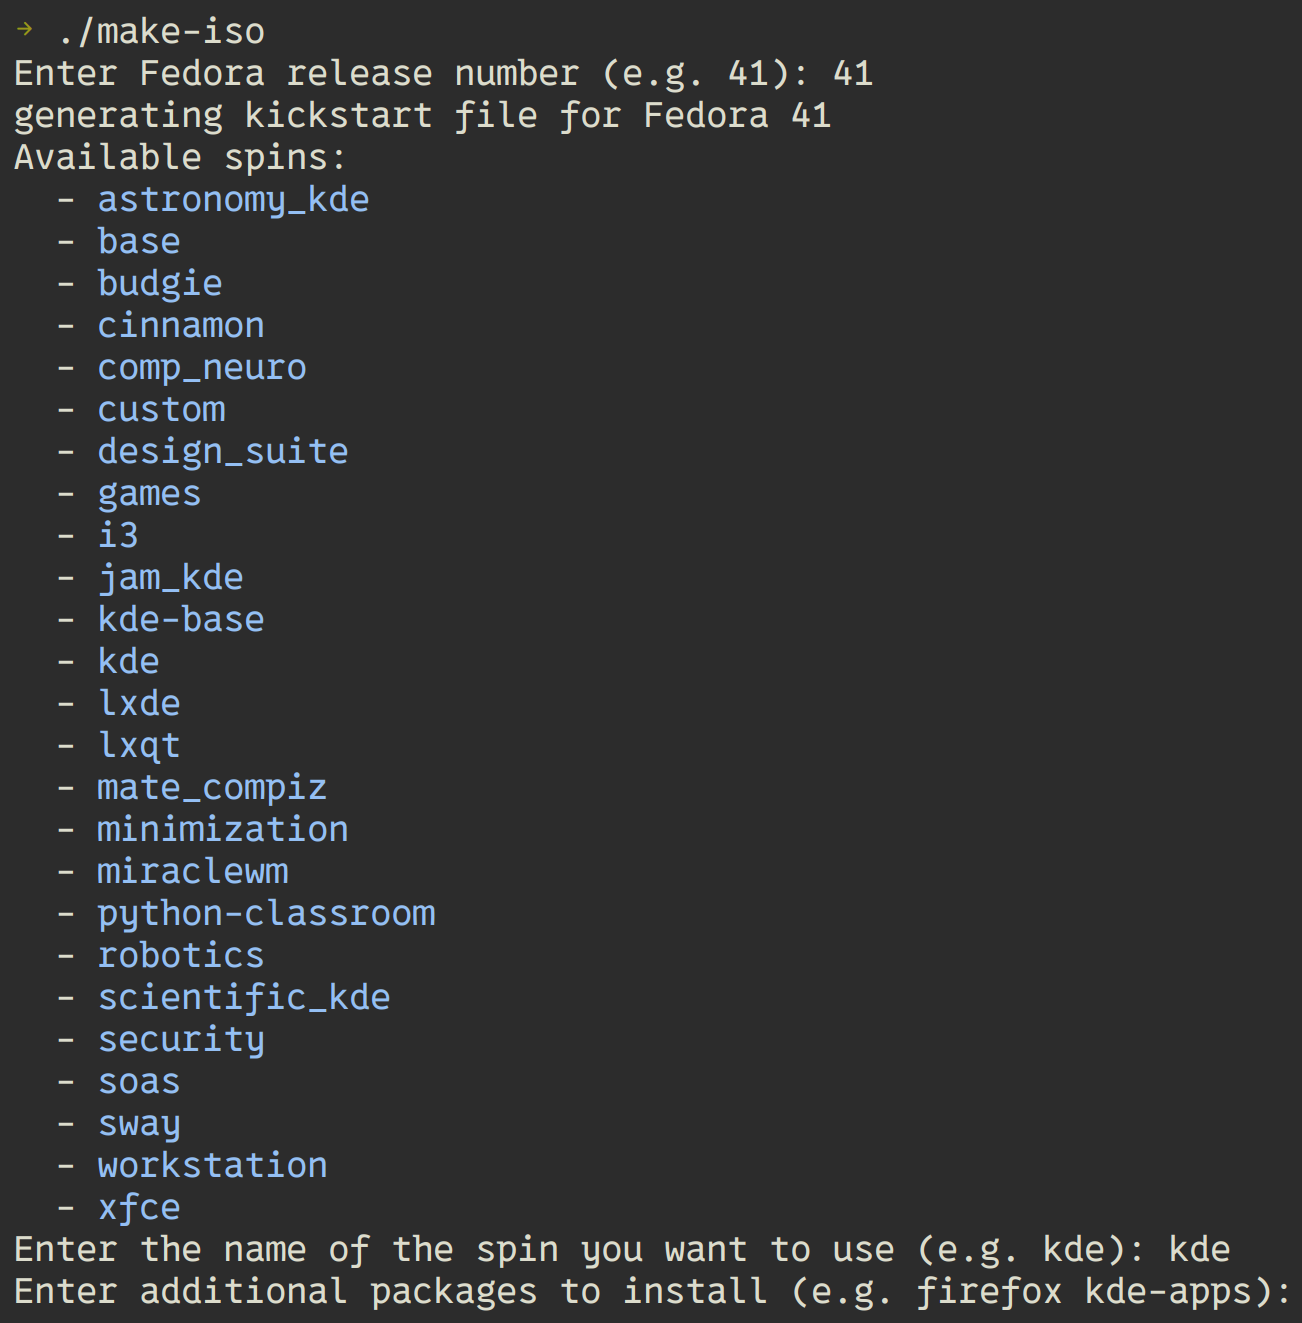 → ./make-iso
Enter Fedora release number (e.g. 41): 41
generating kickstart file for Fedora 41
Available spins:
  - astronomy_kde
  - base
  - budgie
  - cinnamon
  - comp_neuro
  - custom
  - design_suite
  - games
  - i3
  - jam_kde
  - kde-base
  - kde
  - lxde
  - lxqt
  - mate_compiz
  - minimization
  - miraclewm
  - python-classroom
  - robotics
  - scientific_kde
  - security
  - soas
  - sway
  - workstation
  - xfce
Enter the name of the spin you want to use (e.g. kde): kde
Enter additional packages to install (e.g. firefox kde-apps):